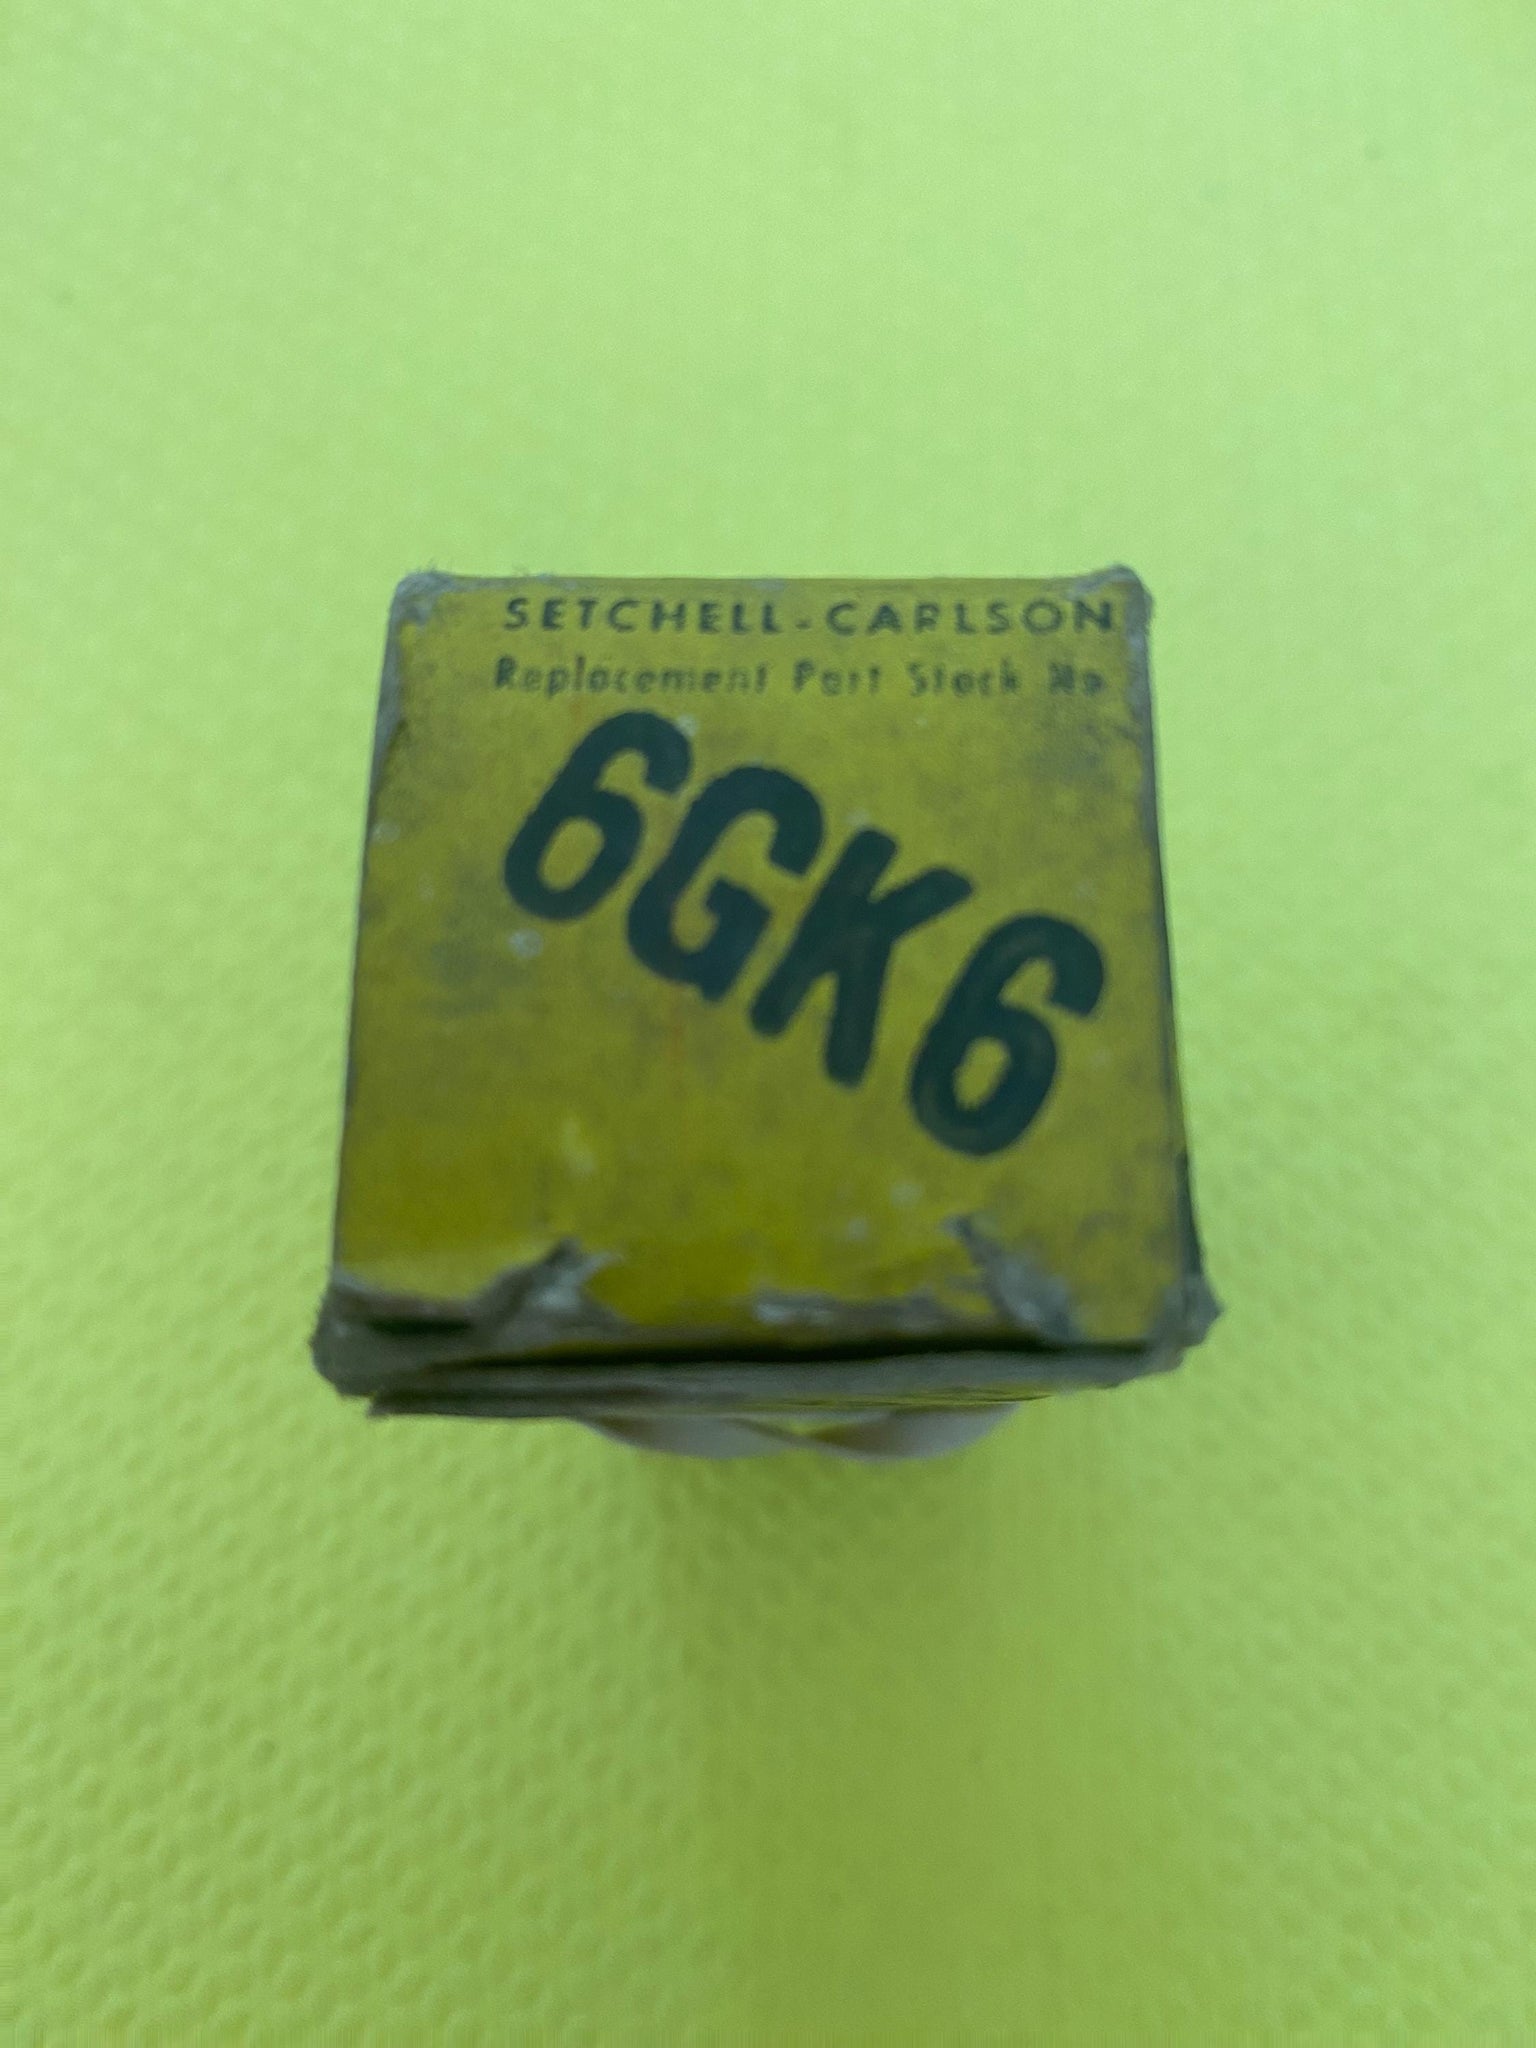 SETCHELL-CARLSON
Replacement Part Stock No
6GK6